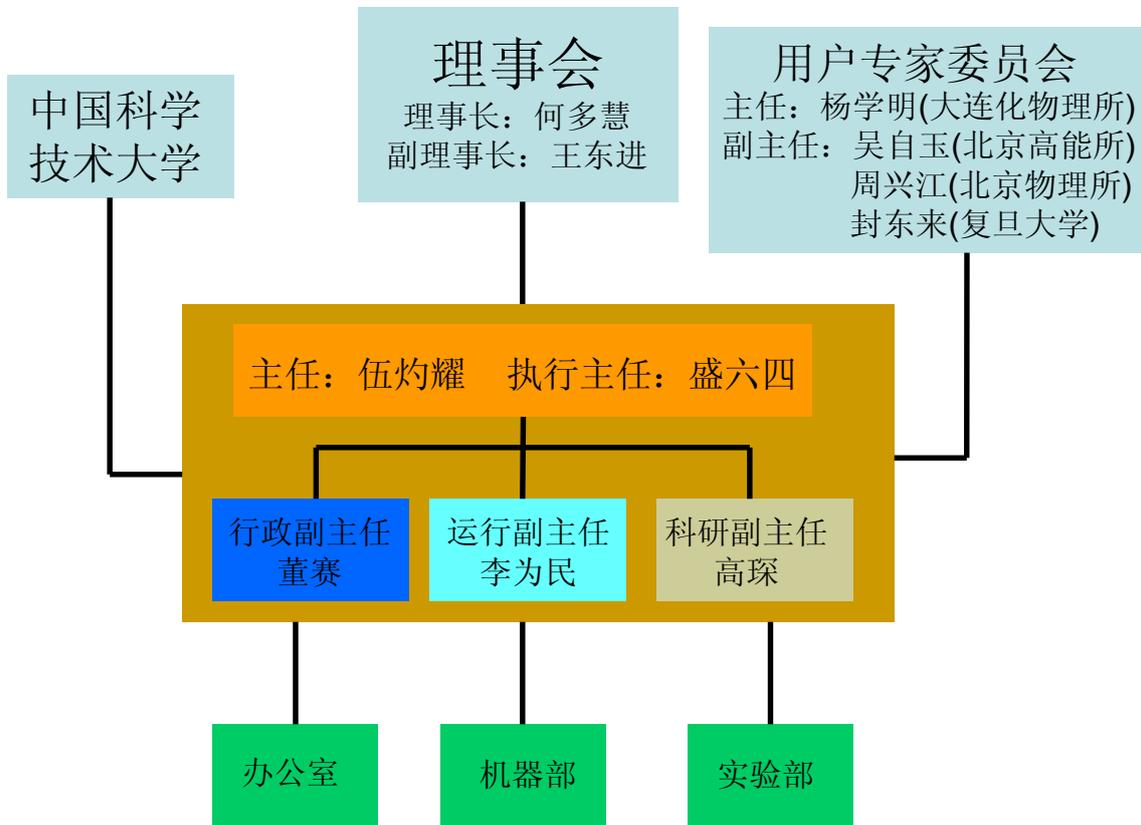 中国科学
技术大学
理事会
理事长：何多慧
副理事长：王东进
用户专家委员会
主任：杨学明(大连化物理所)
副主任：吴自玉(北京高能所)
周兴江(北京物理所)
封东来(复旦大学)
主任：伍灼耀 执行主任：盛六四
行政副主任
董赛
运行副主任
李为民
科研副主任
高琛
办公室
机器部
实验部